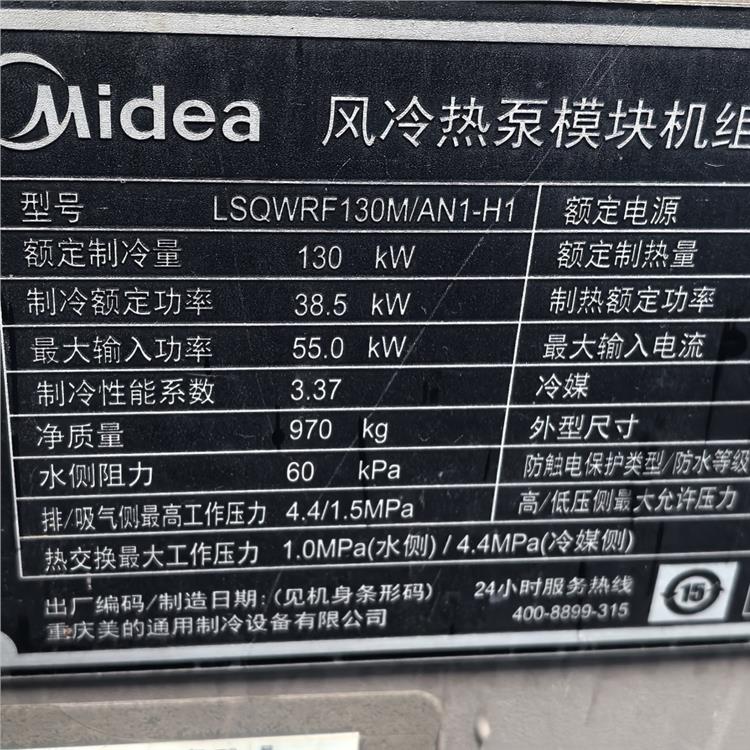 Midea 风冷热泵模块机组
型号 LSQWRF130M/AN1-H1 额定电源
额定制冷量 130 kW 额定制热量
制冷额定功率 38.5 kW 制热额定功率
最大输入功率 55.0 kW 最大输入电流
制冷性能系数 3.37 冷媒
净质量 970 kg 外型尺寸
水侧阻力 60 kPa 防触电保护类型/防水等级
排/吸气侧最高工作压力 4.4/1.5MPa 高/低压侧最大允许压力
热交换最大工作压力 1.0MPa(水侧) / 4.4MPa(冷媒侧)
出厂编码/制造日期:(见机身条形码) 24小时服务热线
重庆美的通用制冷设备有限公司 400-8899-315
15